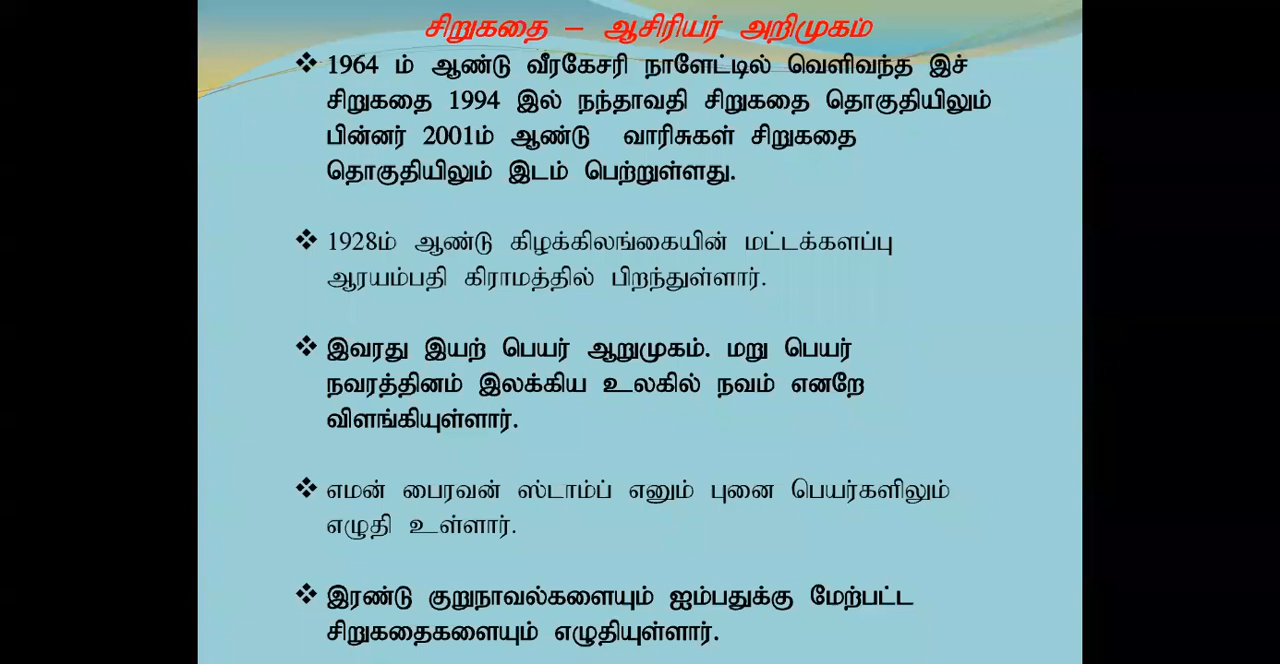 சிறுகதை – ஆசிரியர் அறிமுகம்
❖ 1964 ம் ஆண்டு வீரகேசரி நாளேட்டில் வெளிவந்த இச்
சிறுகதை 1994 இல் நந்தாவதி சிறுகதை தொகுதியிலும்
பின்னர் 2001ம் ஆண்டு வாரிசுகள் சிறுகதை
தொகுதியிலும் இடம் பெற்றுள்ளது.
❖ 1928ம் ஆண்டு கிழக்கிலங்கையின் மட்டக்களப்பு
ஆரயம்பதி கிராமத்தில் பிறந்துள்ளார்.
❖ இவரது இயற் பெயர் ஆறுமுகம். மறு பெயர்
நவரத்தினம் இலக்கிய உலகில் நவம் எனறே
விளங்கியுள்ளார்.
❖ எமன் பைரவன் ஸ்டாம்ப் எனும் புனை பெயர்களிலும்
எழுதி உள்ளார்.
❖ இரண்டு குறுநாவல்களையும் ஐம்பதுக்கு மேற்பட்ட
சிறுகதைகளையும் எழுதியுள்ளார்.